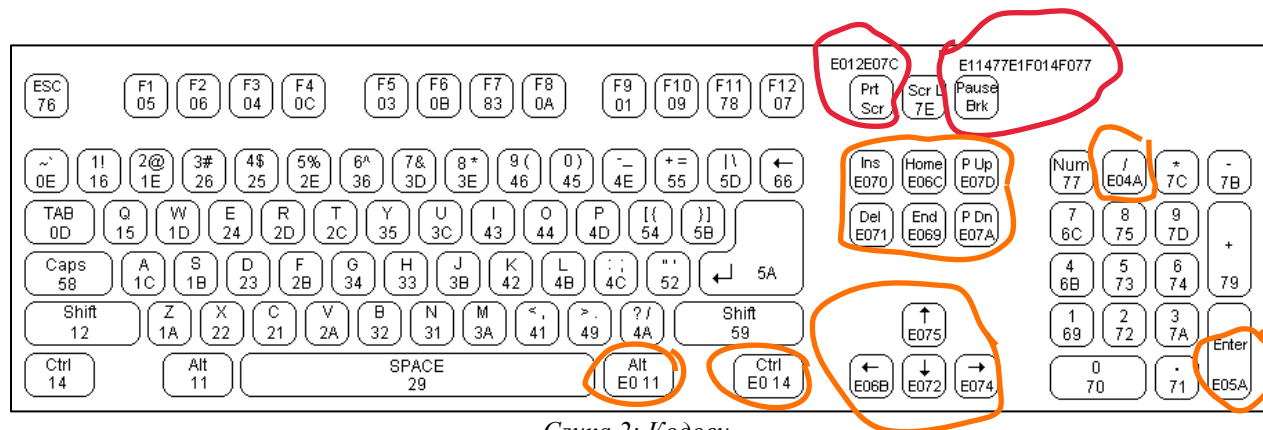 E012E07C E11477E1F014F077
ESC F1 F2 F3 F4 F5 F6 F7 F8 F9 F10 F11 F12 Prt Scr L Pause
76 05 06 04 0C 03 0B 83 0A 01 09 78 07 Scr 7E Brk
~` 1! 2@ 3# 4$ 5% 6^ 7& 8* 9( 0) -_ += |\ ← Ins Home P Up Num / * -
0E 16 1E 26 25 2E 36 3D 3E 46 45 4E 55 5D 66 E070 E06C E07D 77 E04A 7C 7B
TAB Q W E R T Y U I O P [{ }] Del End P Dn 7 8 9
0D 15 1D 24 2D 2C 35 3C 43 44 4D 54 5B E071 E069 E07A 6C 75 7D +
Caps A S D F G H J K L : ; " ' ↵ 5A 4 5 6
58 1C 1B 23 2B 34 33 3B 42 4B 4C 52 6B 73 74 79
Shift Z X C V B N M <, >. ?/ Shift ↑ 1 2 3 Enter
12 1A 22 21 2A 32 31 3A 41 49 4A 59 E075 69 72 7A
Ctrl Alt SPACE Alt Ctrl ← ↓ → 0 .
14 11 29 E0 11 E0 14 E06B E072 E074 70 71 E05A